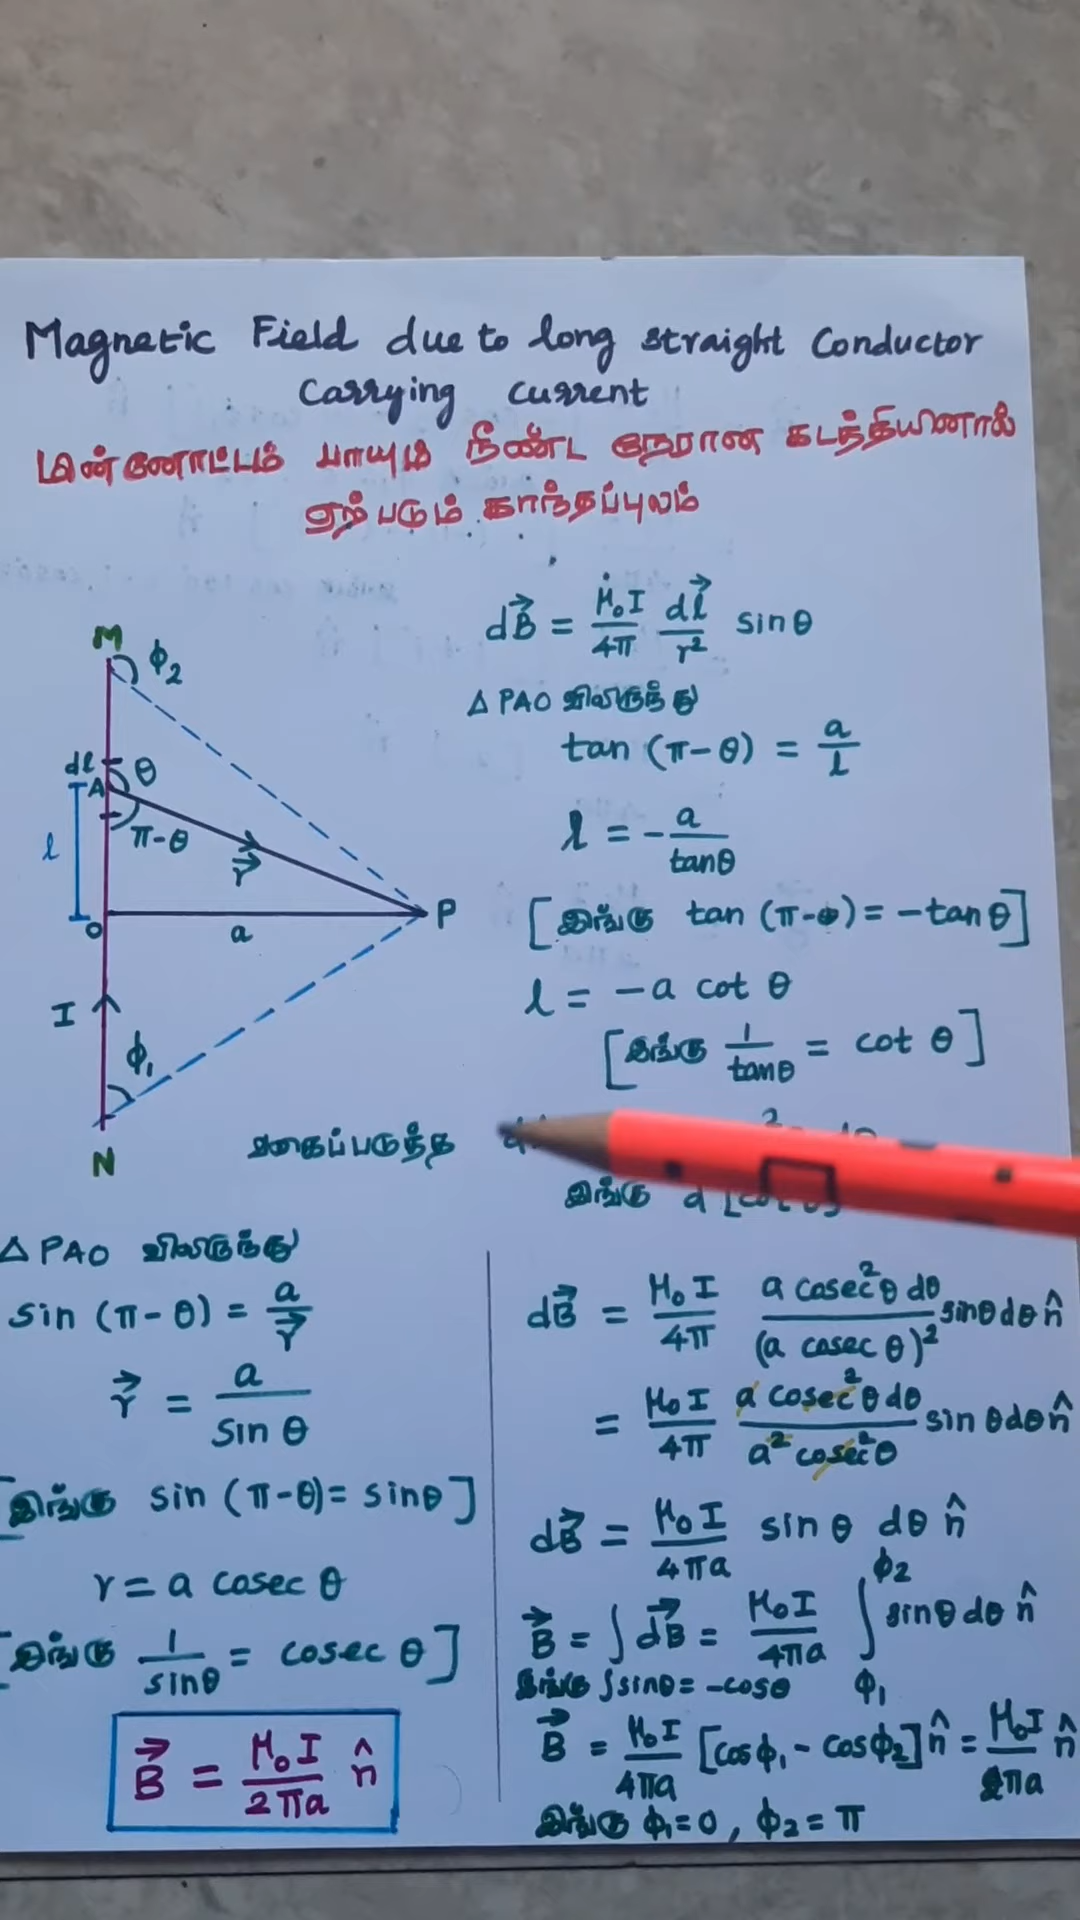 Magnetic Field due to long straight Conductor
Carrying current
மின்னோட்டம் பாயும் நீண்ட நேரான கடத்தியினால்
ஏற்படும் காந்தப்புலம்
M
ϕ₂
dl
θ
A
π-θ
l
r⃗
P
O
a
I
ϕ₁
N
dB⃗ = μ₀I/4π dl⃗/r² sinθ
Δ PAO விலிருந்து
tan (π-θ) = a/l
l = -a/tanθ
[இங்கு tan (π-θ) = -tanθ]
l = -a cot θ
[இங்கு 1/tanθ = cot θ]
வகைப்படுத்த
இங்கு d [cot θ]
Δ PAO விலிருந்து
sin (π-θ) = a/r⃗
r⃗ = a/sin θ
[இங்கு sin (π-θ) = sinθ]
r = a cosec θ
[இங்கு 1/sinθ = cosec θ]
B⃗ = μ₀I/2πa n̂
dB⃗ = μ₀I/4π a cosec²θ dθ/(a cosec θ)² sinθ dθ n̂
= μ₀I/4π a cosec²θ dθ/a² cosec²θ sin θ dθ n̂
dB⃗ = μ₀I/4πa sin θ dθ n̂
B⃗ = ∫dB⃗ = μ₀I/4πa ∫ϕ₁^ϕ₂ sinθ dθ n̂
இங்கு ∫sinθ = -cosθ
B⃗ = μ₀I/4πa [cosϕ₁ - cosϕ₂] n̂ = μ₀I/2πa n̂
இங்கு ϕ₁=0, ϕ₂=π